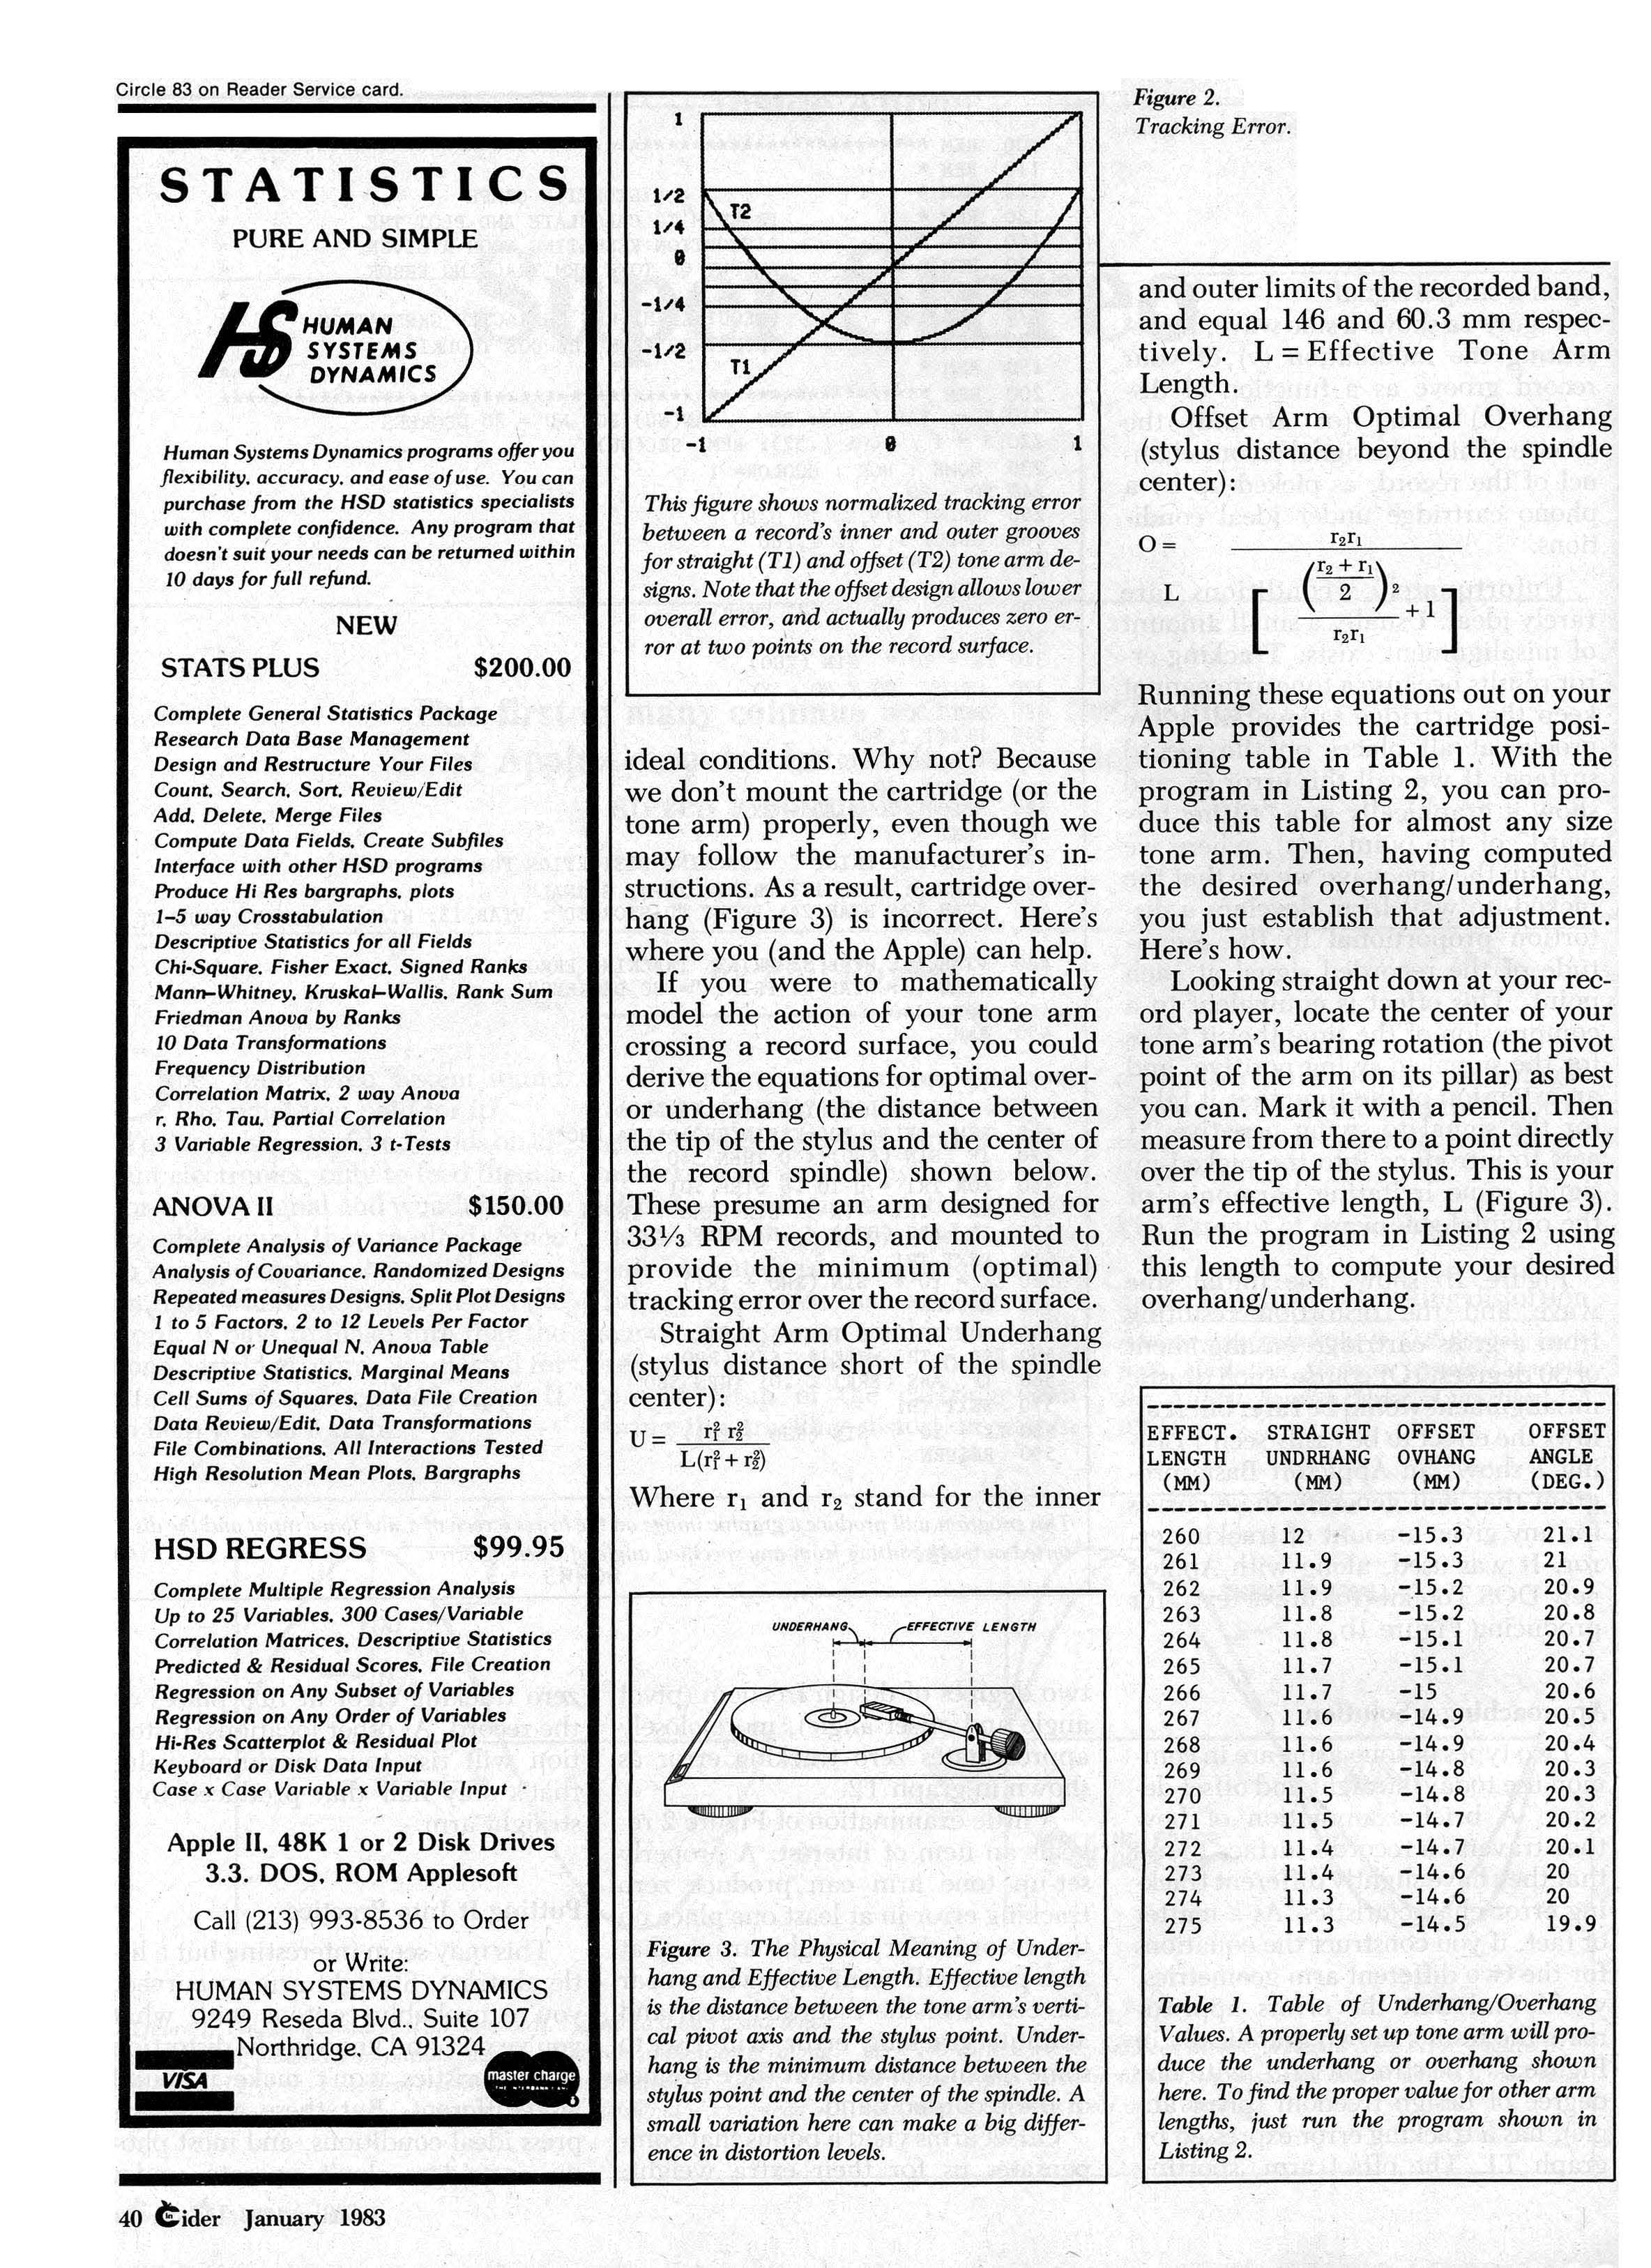 Circle 83 on Reader Service card.
STATISTICS
PURE AND SIMPLE
HSD HUMAN
SYSTEMS
DYNAMICS
Human Systems Dynamics programs offer you
flexibility, accuracy, and ease of use. You can
purchase from the HSD statistics specialists
with complete confidence. Any program that
doesn't suit your needs can be returned within
10 days for full refund.
NEW
STATS PLUS $200.00
Complete General Statistics Package
Research Data Base Management
Design and Restructure Your Files
Count, Search, Sort, Review/Edit
Add, Delete, Merge Files
Compute Data Fields, Create Subfiles
Interface with other HSD programs
Produce Hi Res bargraphs, plots
1-5 way Crosstabulation
Descriptive Statistics for all Fields
Chi-Square, Fisher Exact, Signed Ranks
Mann-Whitney, Kruskal-Wallis, Rank Sum
Friedman Anova by Ranks
10 Data Transformations
Frequency Distribution
Correlation Matrix, 2 way Anova
r, Rho, Tau, Partial Correlation
3 Variable Regression, 3 t-Tests
ANOVA II $150.00
Complete Analysis of Variance Package
Analysis of Covariance, Randomized Designs
Repeated measures Designs, Split Plot Designs
1 to 5 Factors, 2 to 12 Levels Per Factor
Equal N or Unequal N, Anova Table
Descriptive Statistics, Marginal Means
Cell Sums of Squares, Data File Creation
Data Review/Edit, Data Transformations
File Combinations, All Interactions Tested
High Resolution Mean Plots, Bargraphs
HSD REGRESS $99.95
Complete Multiple Regression Analysis
Up to 25 Variables, 300 Cases/Variable
Correlation Matrices, Descriptive Statistics
Predicted & Residual Scores, File Creation
Regression on Any Subset of Variables
Regression on Any Order of Variables
Hi-Res Scatterplot & Residual Plot
Keyboard or Disk Data Input
Case x Case Variable x Variable Input
Apple II, 48K 1 or 2 Disk Drives
3.3. DOS, ROM Applesoft
Call (213) 993-8536 to Order
or Write:
HUMAN SYSTEMS DYNAMICS
9249 Reseda Blvd., Suite 107
Northridge, CA 91324
VISA
master charge
THE INTERBANK CARD
40 inCider January 1983
1
1/2
1/4
0
-1/4
-1/2
-1
T2
T1
-1 0 1
This figure shows normalized tracking error
between a record's inner and outer grooves
for straight (T1) and offset (T2) tone arm de-
signs. Note that the offset design allows lower
overall error, and actually produces zero er-
ror at two points on the record surface.
Figure 2.
Tracking Error.
ideal conditions. Why not? Because
we don't mount the cartridge (or the
tone arm) properly, even though we
may follow the manufacturer's in-
structions. As a result, cartridge over-
hang (Figure 3) is incorrect. Here's
where you (and the Apple) can help.
If you were to mathematically
model the action of your tone arm
crossing a record surface, you could
derive the equations for optimal over-
or underhang (the distance between
the tip of the stylus and the center of
the record spindle) shown below.
These presume an arm designed for
33⅓ RPM records, and mounted to
provide the minimum (optimal)
tracking error over the record surface.
Straight Arm Optimal Underhang
(stylus distance short of the spindle
center):
U = r₁² r₂²
L(r₁² + r₂²)
Where r₁ and r₂ stand for the inner
UNDERHANG EFFECTIVE LENGTH
Figure 3. The Physical Meaning of Under-
hang and Effective Length. Effective length
is the distance between the tone arm's verti-
cal pivot axis and the stylus point. Under-
hang is the minimum distance between the
stylus point and the center of the spindle. A
small variation here can make a big differ-
ence in distortion levels.
and outer limits of the recorded band,
and equal 146 and 60.3 mm respec-
tively. L = Effective Tone Arm
Length.
Offset Arm Optimal Overhang
(stylus distance beyond the spindle
center):
O = r₂r₁
L [ ( r₂ + r₁
2 )² + 1 ]
r₂r₁
Running these equations out on your
Apple provides the cartridge posi-
tioning table in Table 1. With the
program in Listing 2, you can pro-
duce this table for almost any size
tone arm. Then, having computed
the desired overhang/underhang,
you just establish that adjustment.
Here's how.
Looking straight down at your rec-
ord player, locate the center of your
tone arm's bearing rotation (the pivot
point of the arm on its pillar) as best
you can. Mark it with a pencil. Then
measure from there to a point directly
over the tip of the stylus. This is your
arm's effective length, L (Figure 3).
Run the program in Listing 2 using
this length to compute your desired
overhang/underhang.
EFFECT. STRAIGHT OFFSET OFFSET
LENGTH UNDRHANG OVHANG ANGLE
(MM) (MM) (MM) (DEG.)
260 12 -15.3 21.1
261 11.9 -15.3 21
262 11.9 -15.2 20.9
263 11.8 -15.2 20.8
264 11.8 -15.1 20.7
265 11.7 -15.1 20.7
266 11.7 -15 20.6
267 11.6 -14.9 20.5
268 11.6 -14.9 20.4
269 11.6 -14.8 20.3
270 11.5 -14.8 20.3
271 11.5 -14.7 20.2
272 11.4 -14.7 20.1
273 11.4 -14.6 20
274 11.3 -14.6 20
275 11.3 -14.5 19.9
Table 1. Table of Underhang/Overhang
Values. A properly set up tone arm will pro-
duce the underhang or overhang shown
here. To find the proper value for other arm
lengths, just run the program shown in
Listing 2.